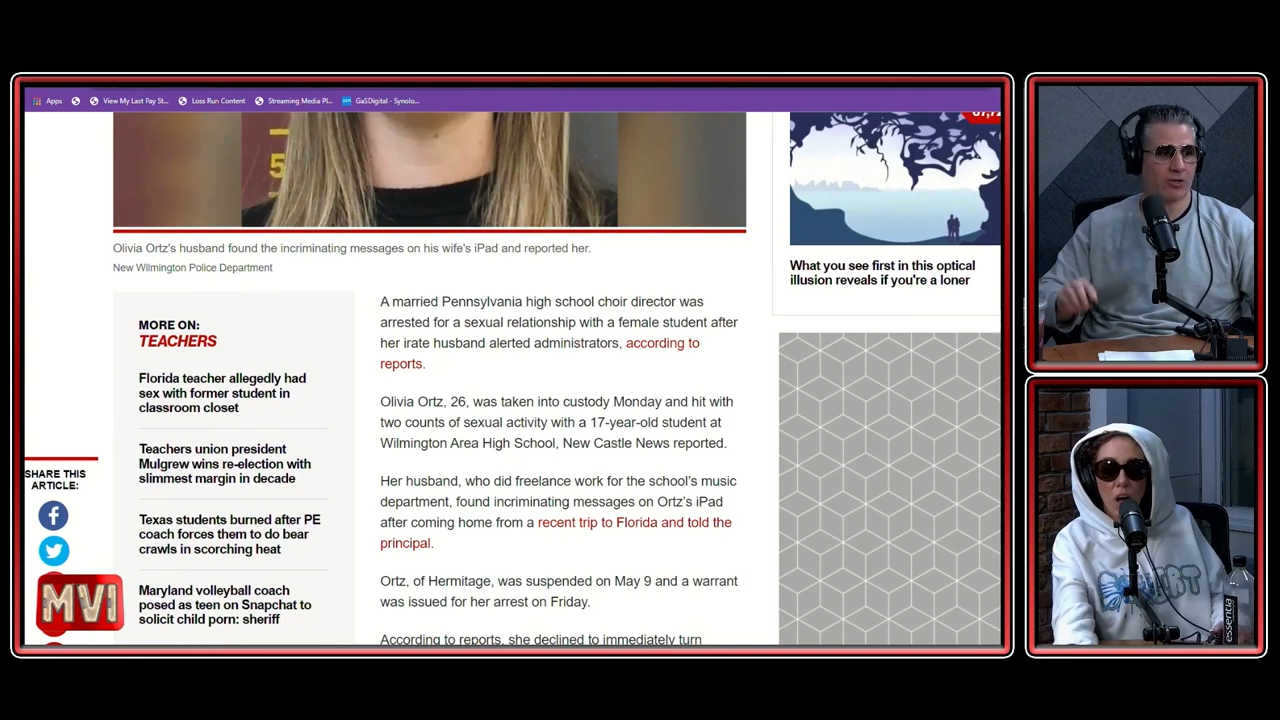 Apps
View My Last Pay St...
Loss Run Content
Streaming Media Pl...
GaSDigital - Synolo...
5
Olivia Ortz's husband found the incriminating messages on his wife's iPad and reported her.
New Wilmington Police Department
MORE ON:
TEACHERS
Florida teacher allegedly had
sex with former student in
classroom closet
Teachers union president
Mulgrew wins re-election with
slimmest margin in decade
Texas students burned after PE
coach forces them to do bear
crawls in scorching heat
Maryland volleyball coach
posed as teen on Snapchat to
solicit child porn: sheriff
SHARE THIS
ARTICLE:
MVI
A married Pennsylvania high school choir director was
arrested for a sexual relationship with a female student after
her irate husband alerted administrators, according to
reports.
Olivia Ortz, 26, was taken into custody Monday and hit with
two counts of sexual activity with a 17-year-old student at
Wilmington Area High School, New Castle News reported.
Her husband, who did freelance work for the school's music
department, found incriminating messages on Ortz's iPad
after coming home from a recent trip to Florida and told the
principal.
Ortz, of Hermitage, was suspended on May 9 and a warrant
was issued for her arrest on Friday.
According to reports, she declined to immediately turn
What you see first in this optical
illusion reveals if you're a loner
essentia